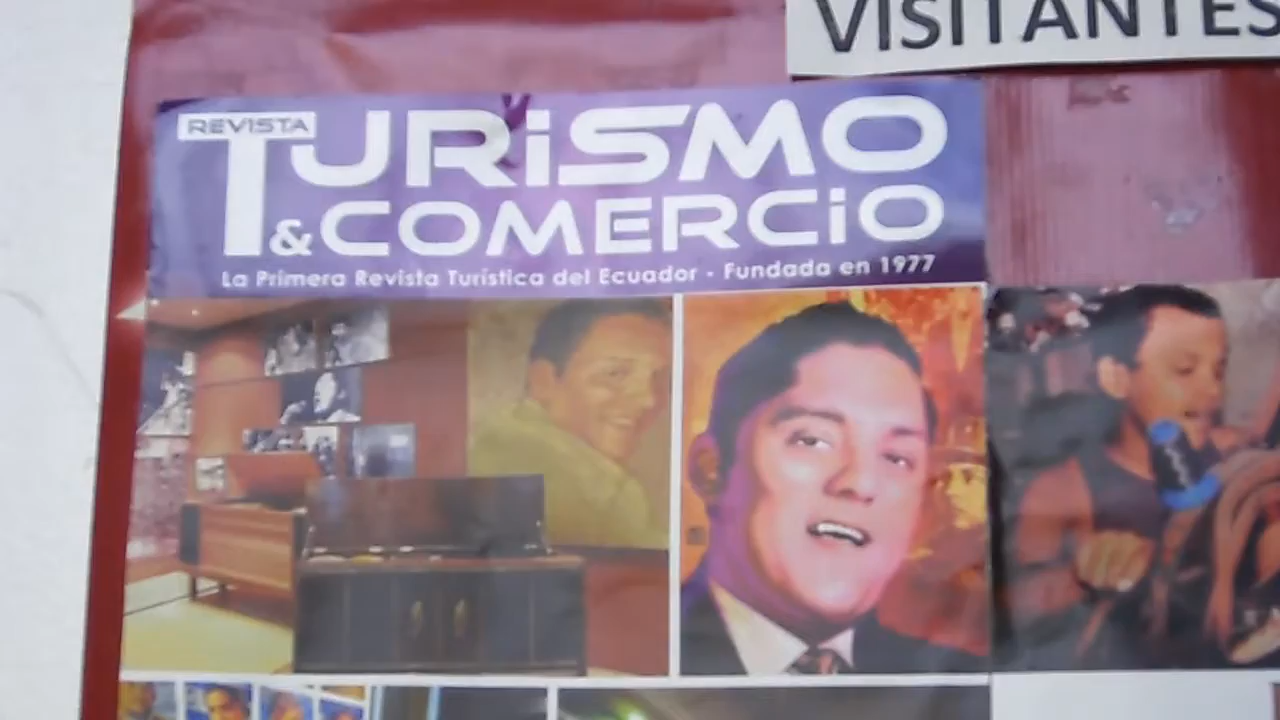 VISITANTES
REVISTA
TURiSMO
& COMERCiO
La Primera Revista Turística del Ecuador - Fundada en 1977